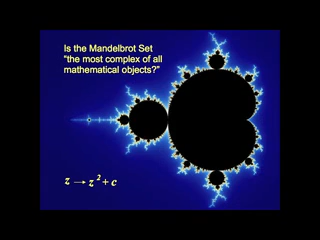 Is the Mandelbrot Set
"the most complex of all
mathematical objects?"
z → z² + c